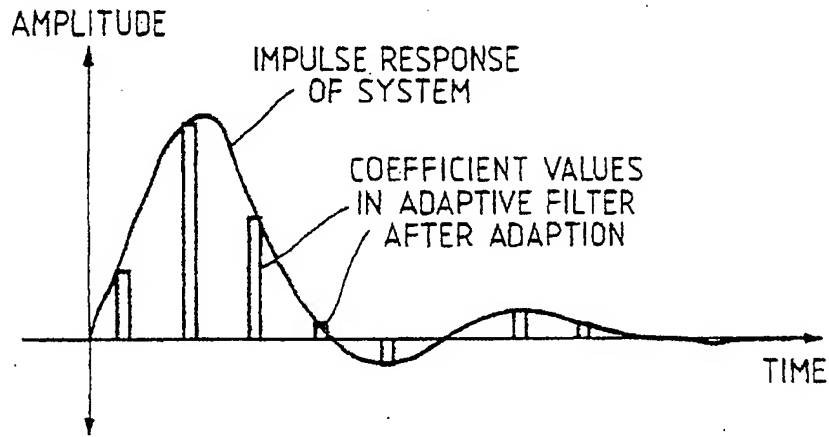 AMPLITUDE
IMPULSE RESPONSE
OF SYSTEM
COEFFICIENT VALUES
IN ADAPTIVE FILTER
AFTER ADAPTION
TIME